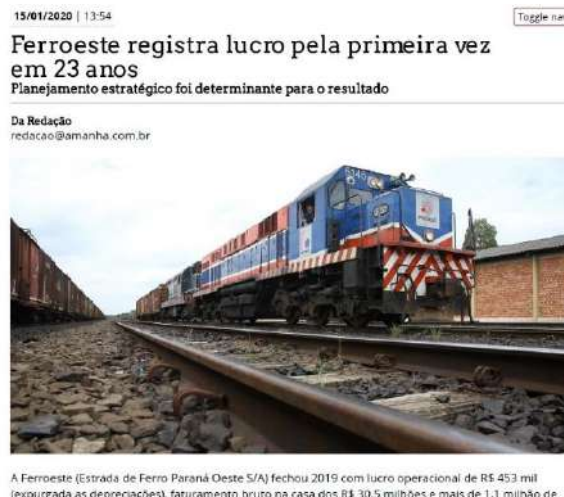 15/01/2020 | 13:54
Toggle nav
Ferroeste registra lucro pela primeira vez
em 23 anos
Planejamento estratégico foi determinante para o resultado
Da Redação
redacao@amanha.com.br
A Ferroeste (Estrada de Ferro Paraná Oeste S/A) fechou 2019 com lucro operacional de R$ 453 mil
(expurgada as depreciações), faturamento bruto na casa dos R$ 30,5 milhões e mais de 1,1 milhão de